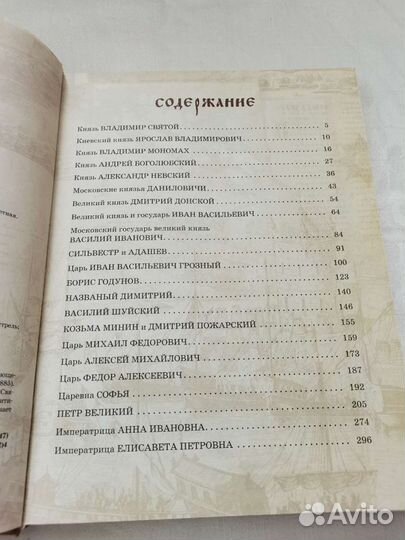 СОДЕРЖАНИЕ
Князь ВЛАДИМИР СВЯТОЙ 5
Киевский князь ЯРОСЛАВ ВЛАДИМИРОВИЧ 10
Князь ВЛАДИМИР МОНОМАХ 16
Князь АНДРЕЙ БОГОЛЮБСКИЙ 27
Князь АЛЕКСАНДР НЕВСКИЙ 36
Московские князья ДАНИЛОВИЧИ 43
Великий князь ДМИТРИЙ ДОНСКОЙ 54
Великий князь и государь ИВАН ВАСИЛЬЕВИЧ 64
Московский государь великий князь
ВАСИЛИЙ ИВАНОВИЧ 84
СИЛЬВЕСТР и АДАШЕВ 91
Царь ИВАН ВАСИЛЬЕВИЧ ГРОЗНЫЙ 100
БОРИС ГОДУНОВ 123
НАЗВАНЫЙ ДИМИТРИЙ 140
ВАСИЛИЙ ШУЙСКИЙ 146
КОЗЬМА МИНИН и ДМИТРИЙ ПОЖАРСКИЙ 155
Царь МИХАИЛ ФЕДОРОВИЧ 159
Царь АЛЕКСЕЙ МИХАЙЛОВИЧ 173
Царь ФЕДОР АЛЕКСЕЕВИЧ 187
Царевна СОФЬЯ 192
ПЕТР ВЕЛИКИЙ 205
Императрица АННА ИВАНОВНА 274
Императрица ЕЛИСАВЕТА ПЕТРОВНА 296
Avito